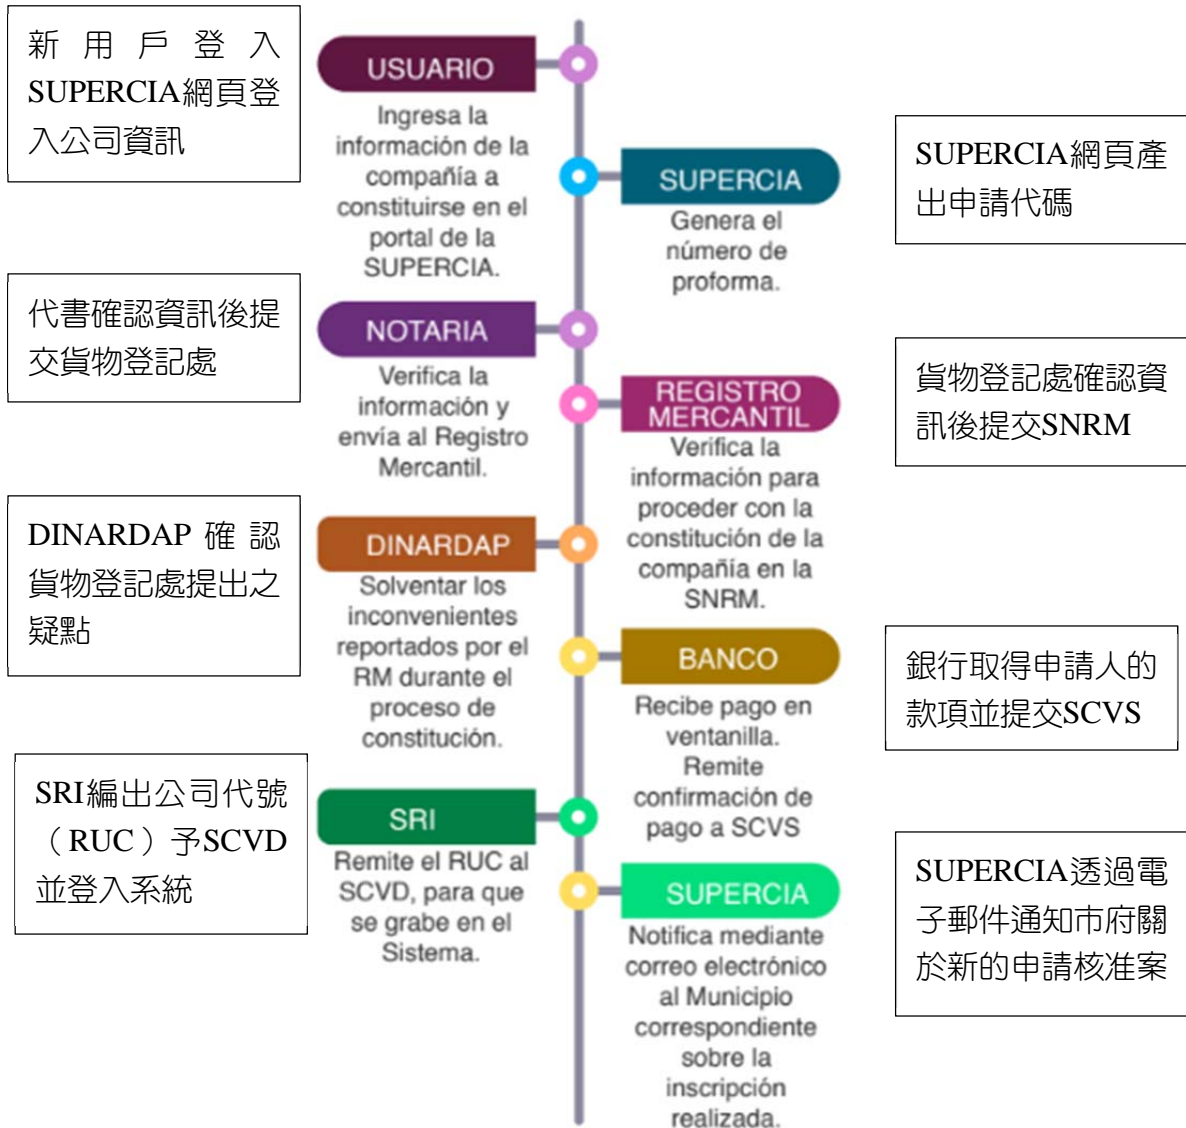 新用戶登入
SUPERCIA網頁登
入公司資訊
USUARIO
Ingresa la
información de la
compañía a
constituirse en el
portal de la
SUPERCIA.
SUPERCIA
Genera el
número de
proforma.
SUPERCIA網頁產
出申請代碼
代書確認資訊後提
交貨物登記處
NOTARIA
Verifica la
información y
envía al Registro
Mercantil.
REGISTRO
MERCANTIL
Verifica la
información para
proceder con la
constitución de la
compañía en la
SNRM.
貨物登記處確認資
訊後提交SNRM
DINARDAP確認
貨物登記處提出之
疑點
DINARDAP
Solventar los
inconvenientes
reportados por el
RM durante el
proceso de
constitución.
BANCO
Recibe pago en
ventanilla.
Remite
confirmación de
pago a SCVS
銀行取得申請人的
款項並提交SCVS
SRI編出公司代號
（RUC）予SCVD
並登入系統
SRI
Remite el RUC al
SCVD, para que
se grabe en el
Sistema.
SUPERCIA
Notifica mediante
correo electrónico
al Municipio
correspondiente
sobre la
inscripción
realizada.
SUPERCIA透過電
子郵件通知市府關
於新的申請核准案